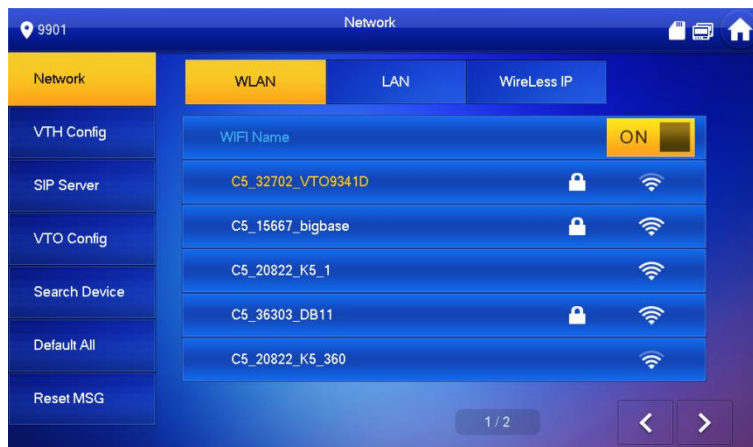 9901
Network
Network
VTH Config
SIP Server
VTO Config
Search Device
Default All
Reset MSG
WLAN
LAN
WireLess IP
WIFI Name
ON
C5_32702_VTO9341D
C5_15667_bigbase
C5_20822_K5_1
C5_36303_DB11
C5_20822_K5_360
1 / 2